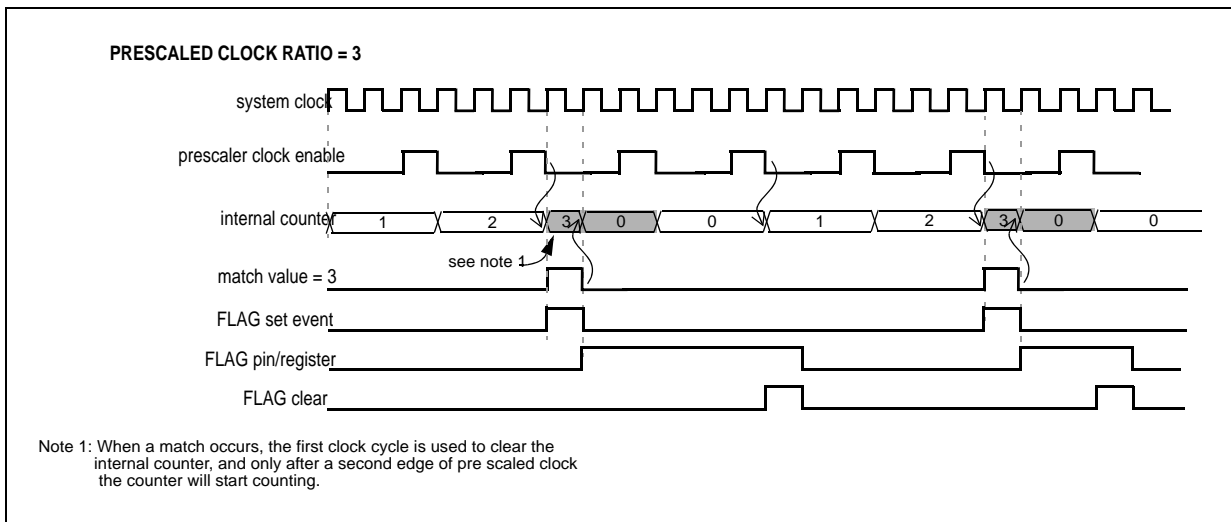 PRESCALED CLOCK RATIO = 3
system clock
prescaler clock enable
internal counter
1 2 3 0 0 1 2 3 0 0
see note 1
match value = 3
FLAG set event
FLAG pin/register
FLAG clear
Note 1: When a match occurs, the first clock cycle is used to clear the
internal counter, and only after a second edge of pre scaled clock
the counter will start counting.